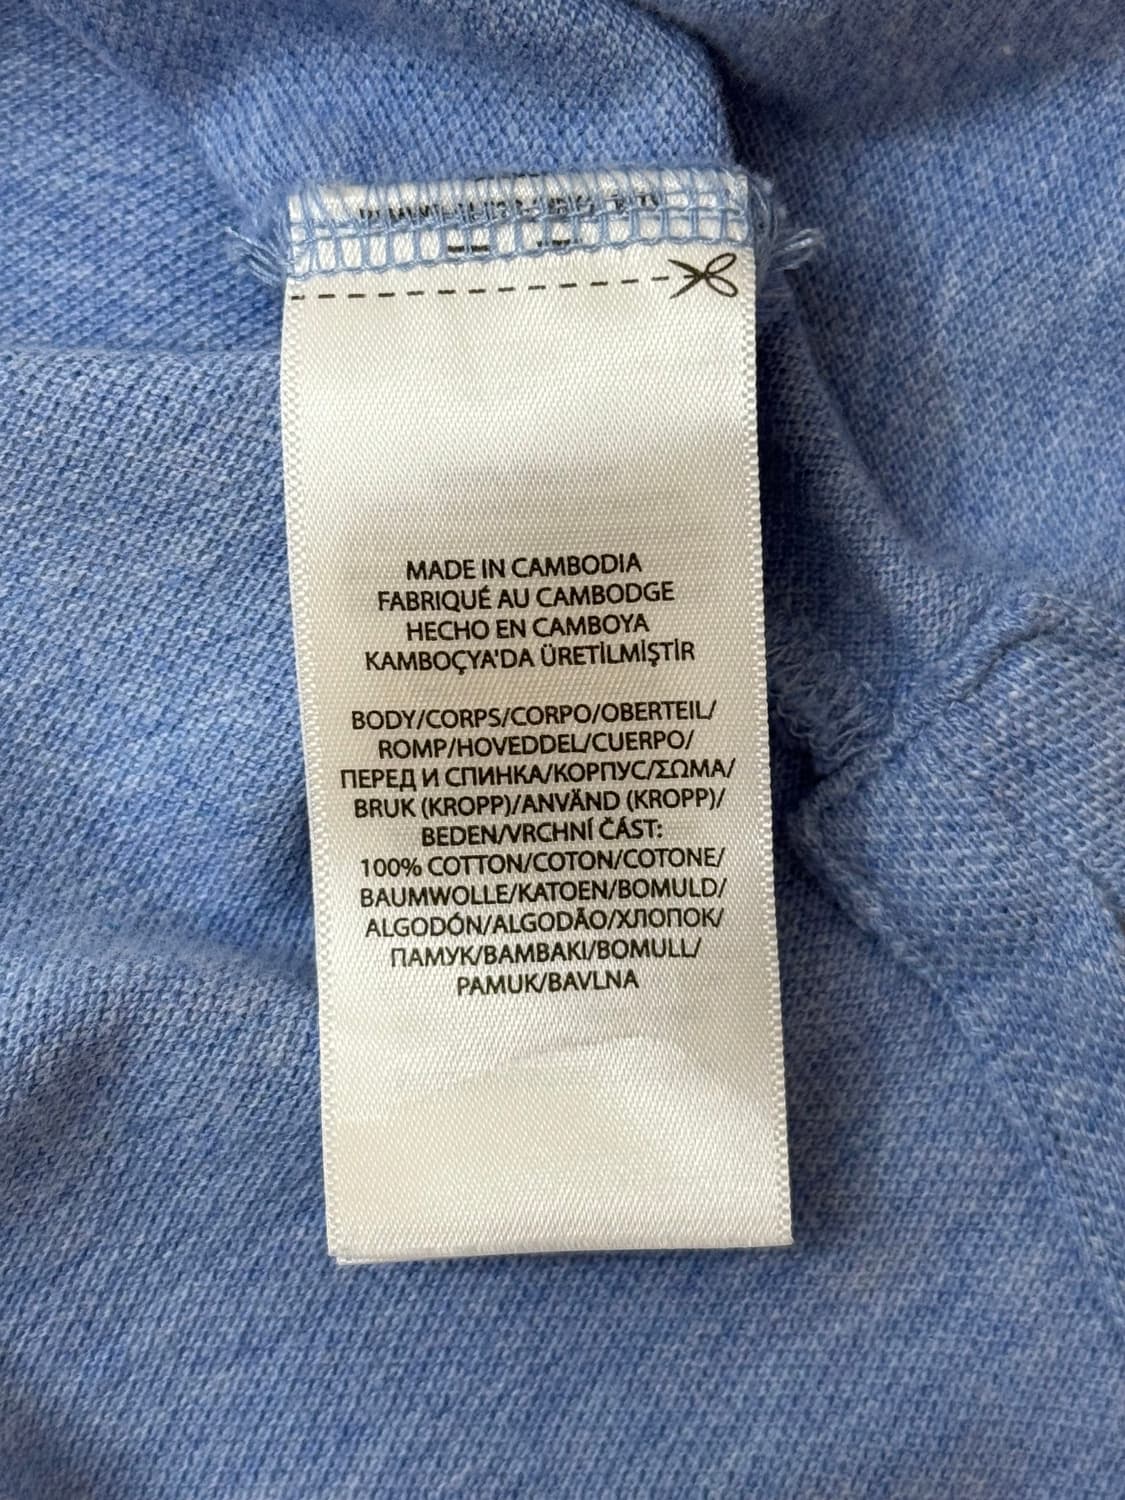 MADE IN CAMBODIA
FABRIQUÉ AU CAMBODGE
HECHO EN CAMBOYA
KAMBOÇYA'DA ÜRETİLMİŞTİR
BODY/CORPS/CORPO/OBERTEIL/
ROMP/HOVEDDEL/CUERPO/
ПЕРЕД И СПИНКА/КОРПУС/ΣΩΜΑ/
BRUK (KROPP)/ANVÄND (KROPP)/
BEDEN/VRCHNÍ ČÁST:
100% COTTON/COTON/COTONE/
BAUMWOLLE/KATOEN/BOMULD/
ALGODÓN/ALGODÃO/ХЛОПОК/
ПАМУК/BAMBAKI/BOMULL/
PAMUK/BAVLNA